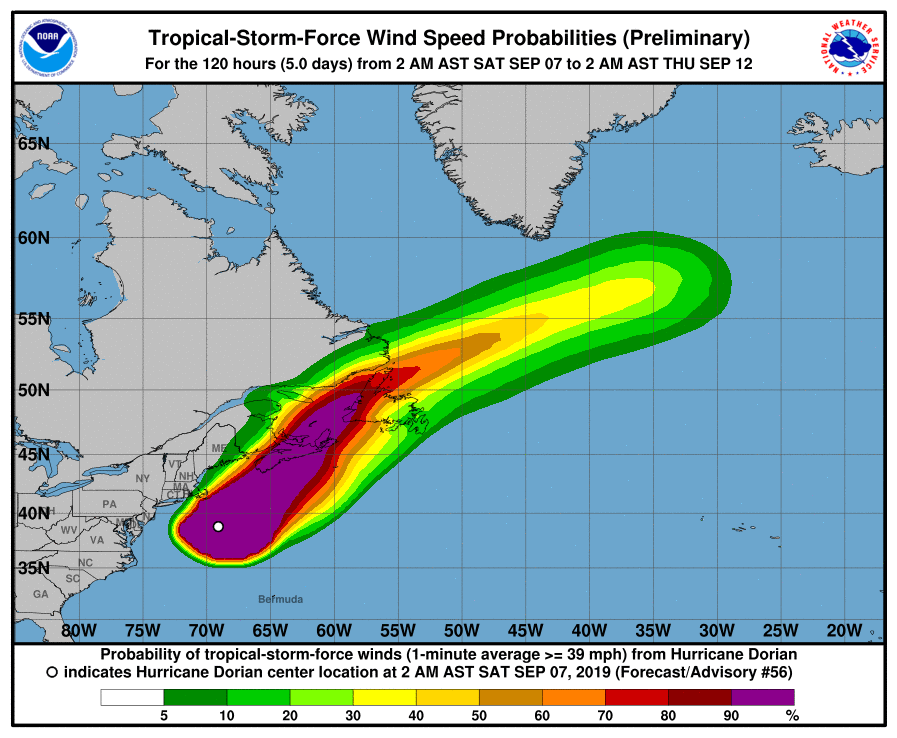 Tropical-Storm-Force Wind Speed Probabilities (Preliminary)
For the 120 hours (5.0 days) from 2 AM AST SAT SEP 07 to 2 AM AST THU SEP 12
NOAA
NATIONAL WEATHER SERVICE
65N
60N
55N
50N
45N
40N
35N
ME
VT
NH
NY
MA
CT
PA
WV
VA
NC
SC
GA
Bermuda
80W 75W 70W 65W 60W 55W 50W 45W 40W 35W 30W 25W 20W
Probability of tropical-storm-force winds (1-minute average >= 39 mph) from Hurricane Dorian
indicates Hurricane Dorian center location at 2 AM AST SAT SEP 07, 2019 (Forecast/Advisory #56)
5 10 20 30 40 50 60 70 80 90 %